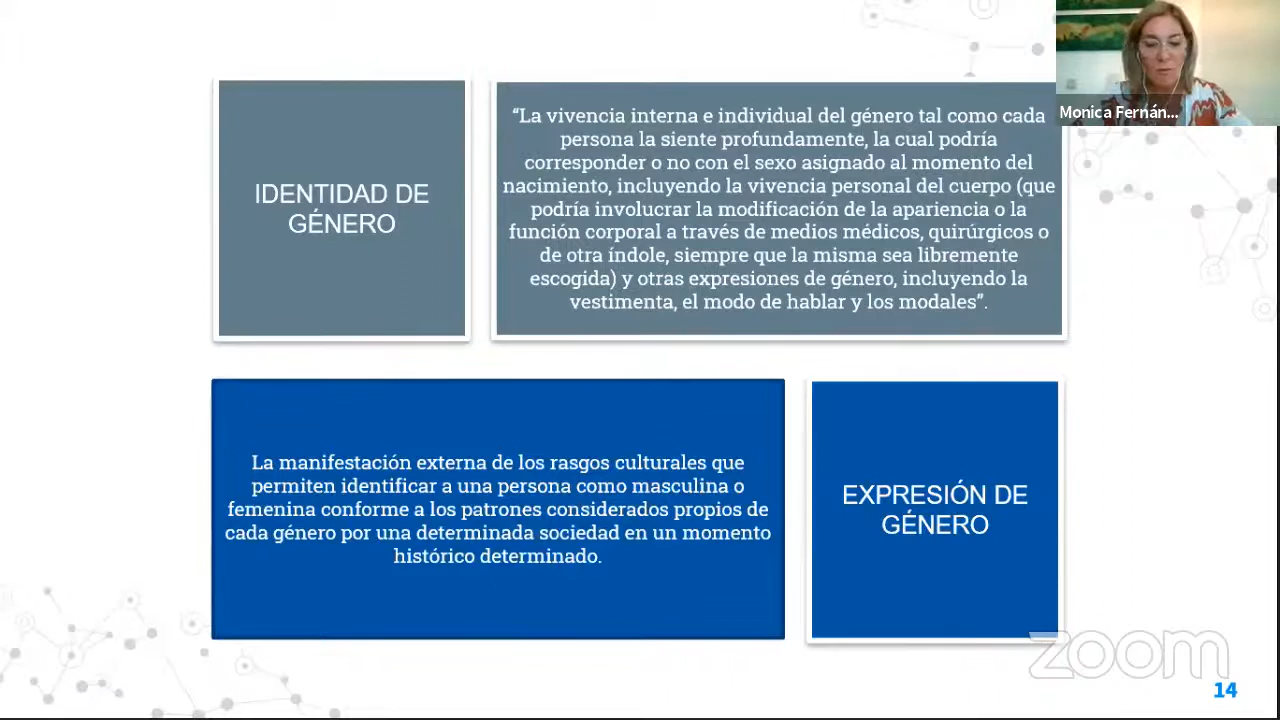 Monica Fernán...
IDENTIDAD DE
GÉNERO
“La vivencia interna e individual del género tal como cada
persona la siente profundamente, la cual podría
corresponder o no con el sexo asignado al momento del
nacimiento, incluyendo la vivencia personal del cuerpo (que
podría involucrar la modificación de la apariencia o la
función corporal a través de medios médicos, quirúrgicos o
de otra índole, siempre que la misma sea libremente
escogida) y otras expresiones de género, incluyendo la
vestimenta, el modo de hablar y los modales”.
La manifestación externa de los rasgos culturales que
permiten identificar a una persona como masculina o
femenina conforme a los patrones considerados propios de
cada género por una determinada sociedad en un momento
histórico determinado.
EXPRESIÓN DE
GÉNERO
zoom
14